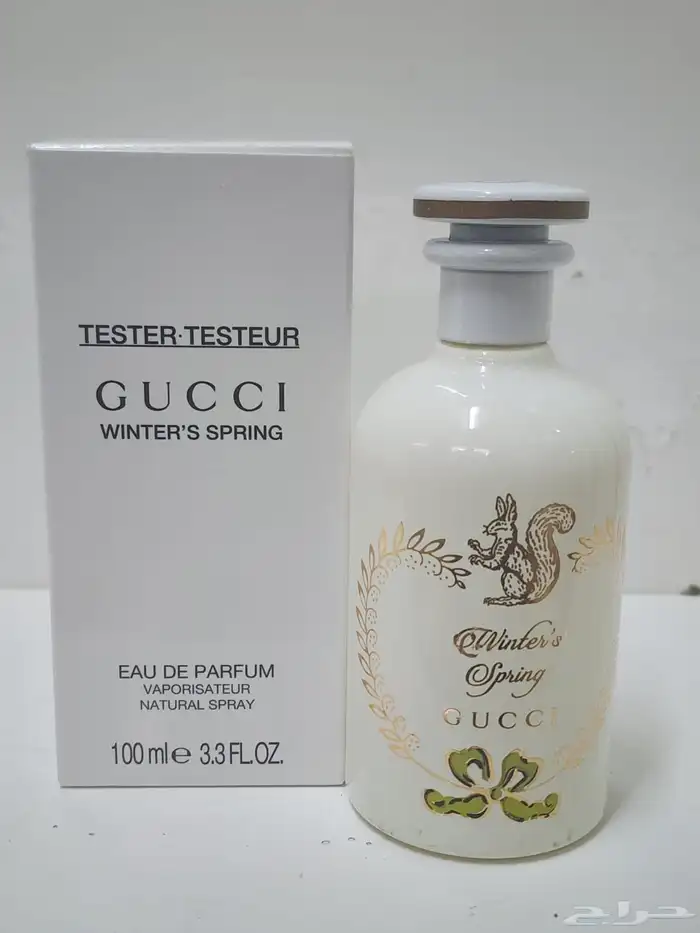 TESTER·TESTEUR
GUCCI
WINTER'S SPRING
EAU DE PARFUM
VAPORISATEUR
NATURAL SPRAY
100 ml e 3.3 FL.OZ.
Winter's
Spring
GUCCI
حراج